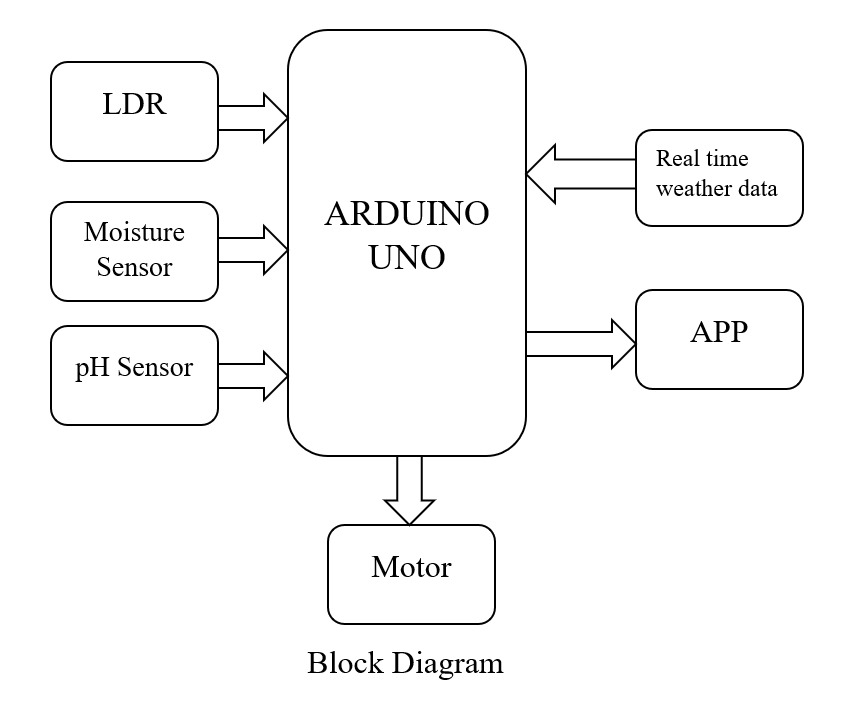 LDR
Moisture
Sensor
pH Sensor
ARDUINO
UNO
Real time
weather data
APP
Motor
Block Diagram